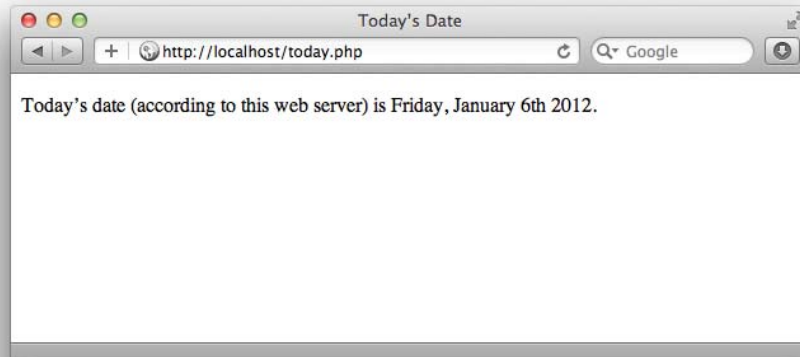 Today's Date
http://localhost/today.php
Google
Today's date (according to this web server) is Friday, January 6th 2012.